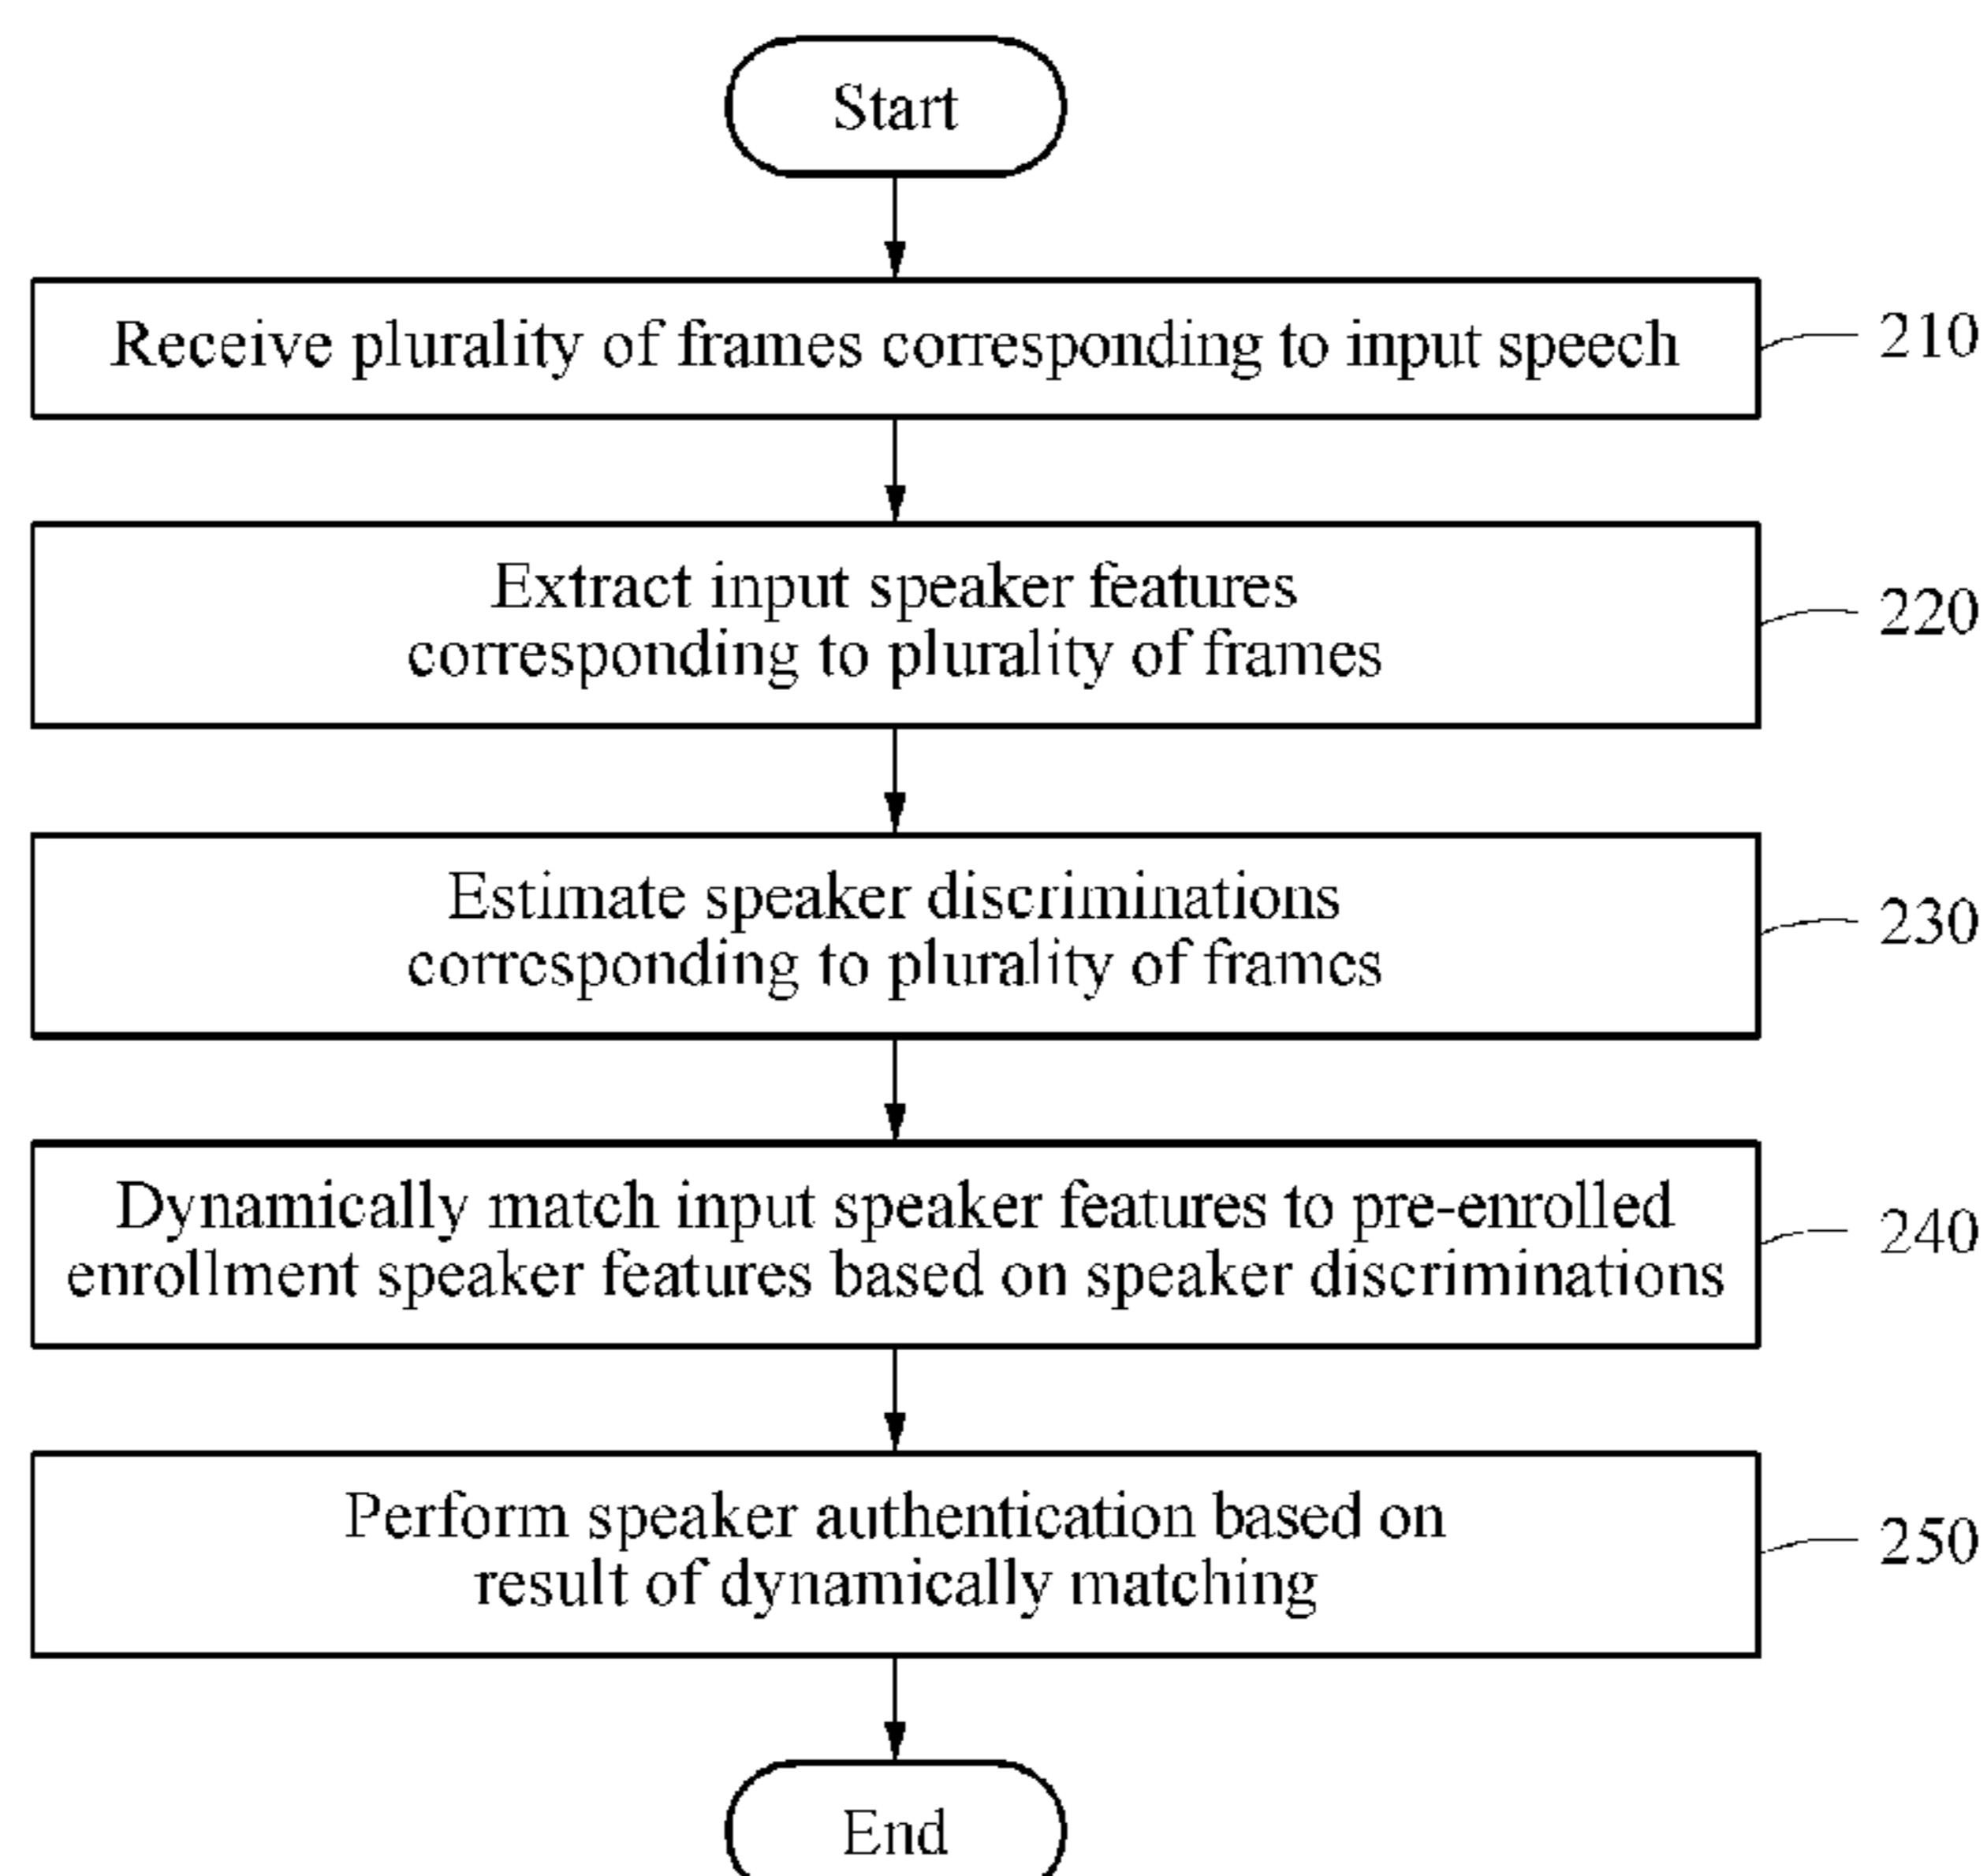 Start
Receive plurality of frames corresponding to input speech
210
Extract input speaker features
corresponding to plurality of frames
220
Estimate speaker discriminations
corresponding to plurality of frames
230
Dynamically match input speaker features to pre-enrolled
enrollment speaker features based on speaker discriminations
240
Perform speaker authentication based on
result of dynamically matching
250
End